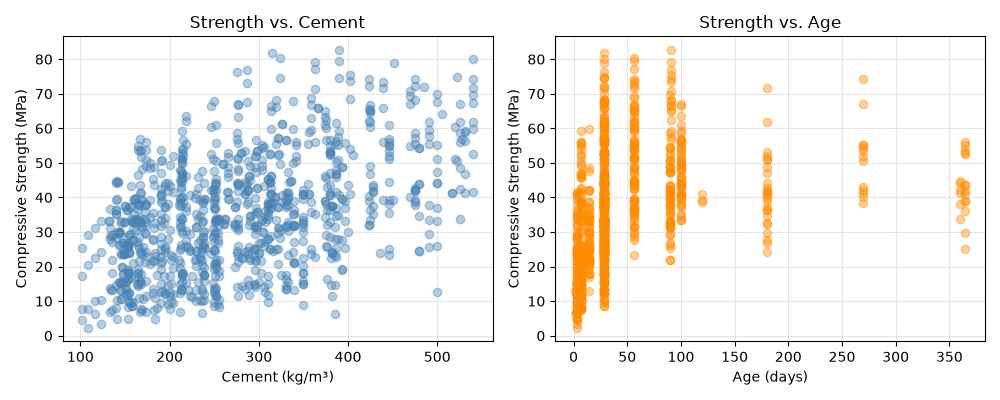 Strength vs. Cement
Compressive Strength (MPa)
80
70
60
50
40
30
20
10
0
100 200 300 400 500
Cement (kg/m³)
Strength vs. Age
Compressive Strength (MPa)
80
70
60
50
40
30
20
10
0
0 50 100 150 200 250 300 350
Age (days)